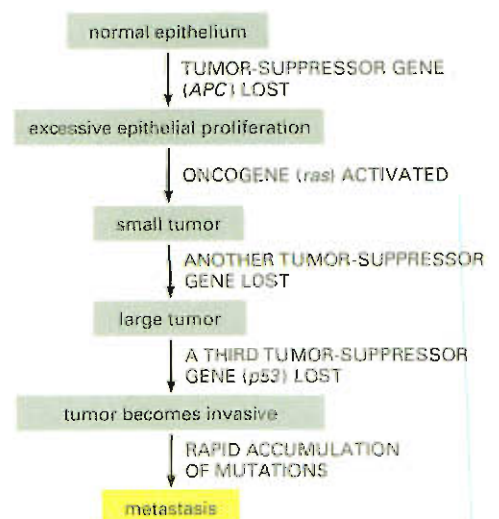 normal epithelium
TUMOR-SUPPRESSOR GENE
(APC) LOST
excessive epithelial proliferation
ONCOGENE (ras) ACTIVATED
small tumor
ANOTHER TUMOR-SUPPRESSOR
GENE LOST
large tumor
A THIRD TUMOR-SUPPRESSOR
GENE (p53) LOST
tumor becomes invasive
RAPID ACCUMULATION
OF MUTATIONS
metastasis